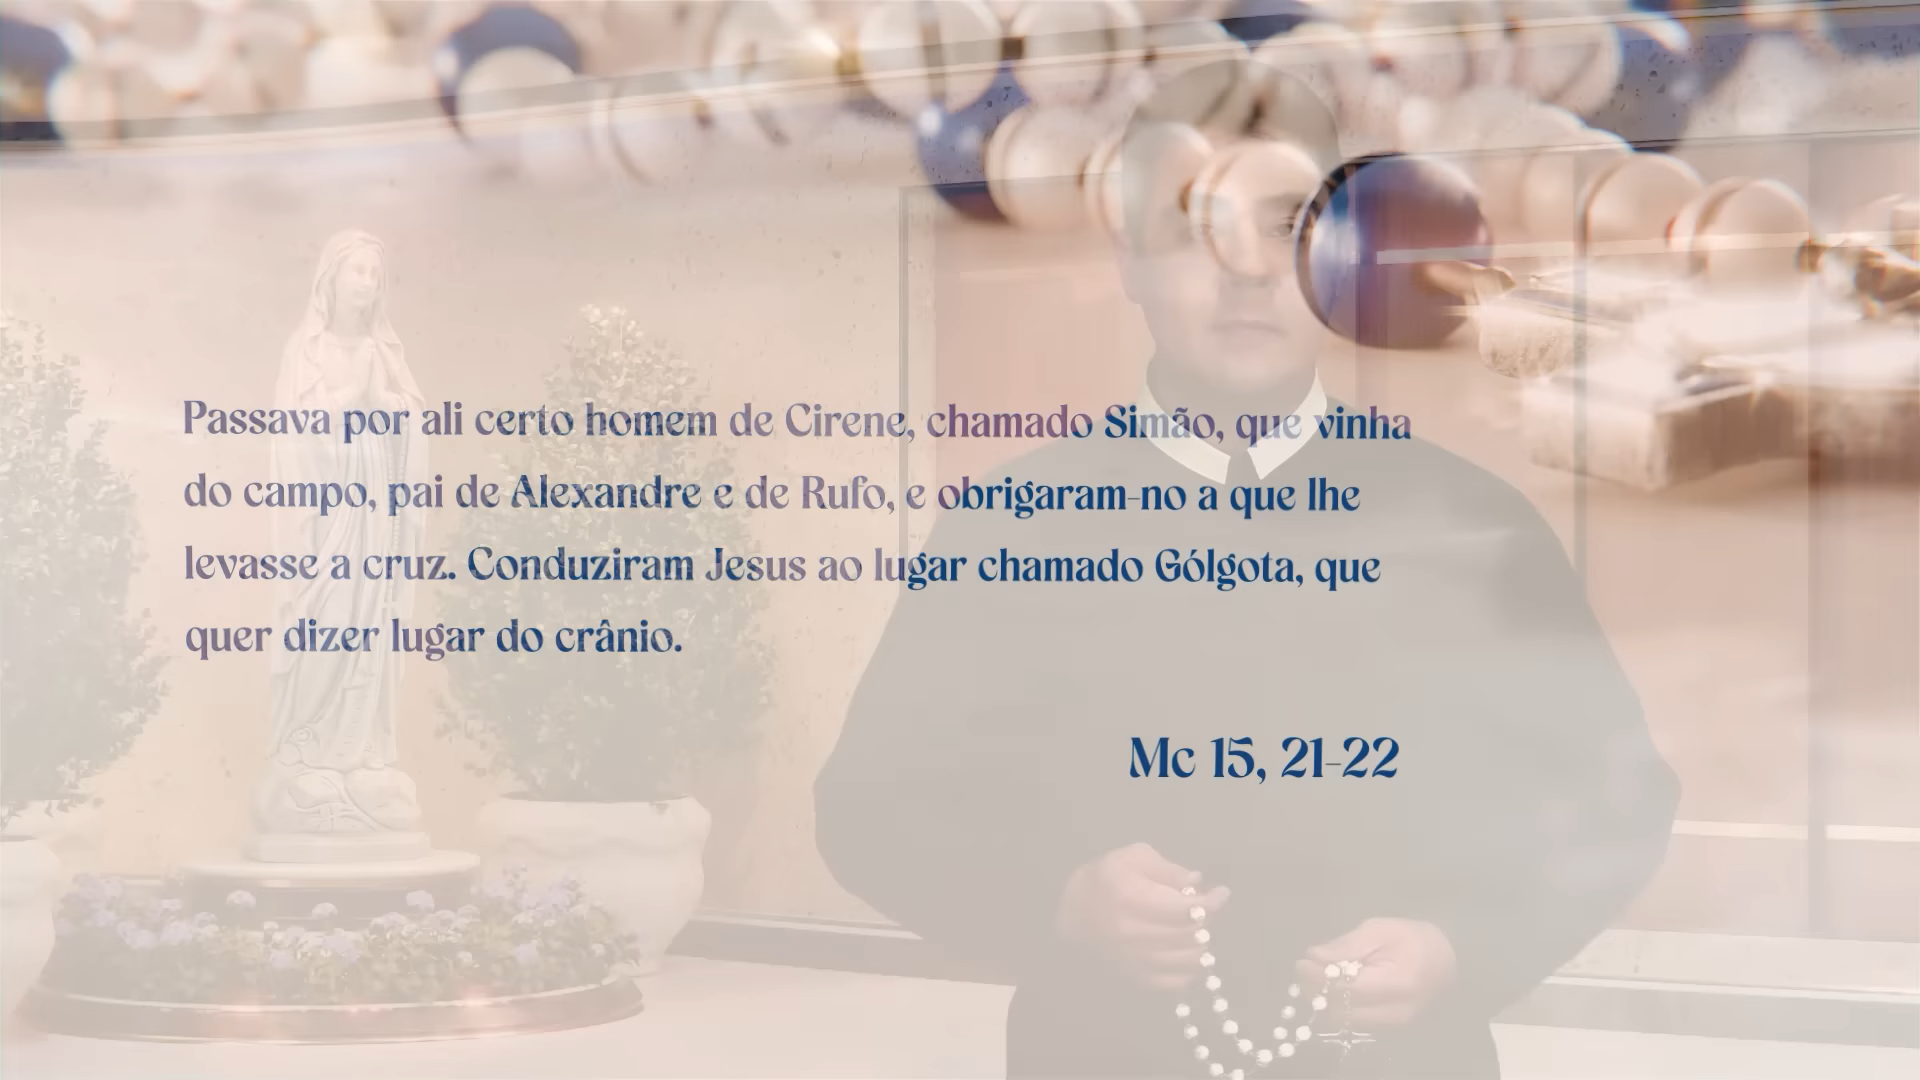 Passava por ali certo homem de Cirene, chamado Simão, que vinha
do campo, pai de Alexandre e de Rufo, e obrigaram-no a que lhe
levasse a cruz. Conduziram Jesus ao lugar chamado Gólgota, que
quer dizer lugar do crânio.
Mc 15, 21-22